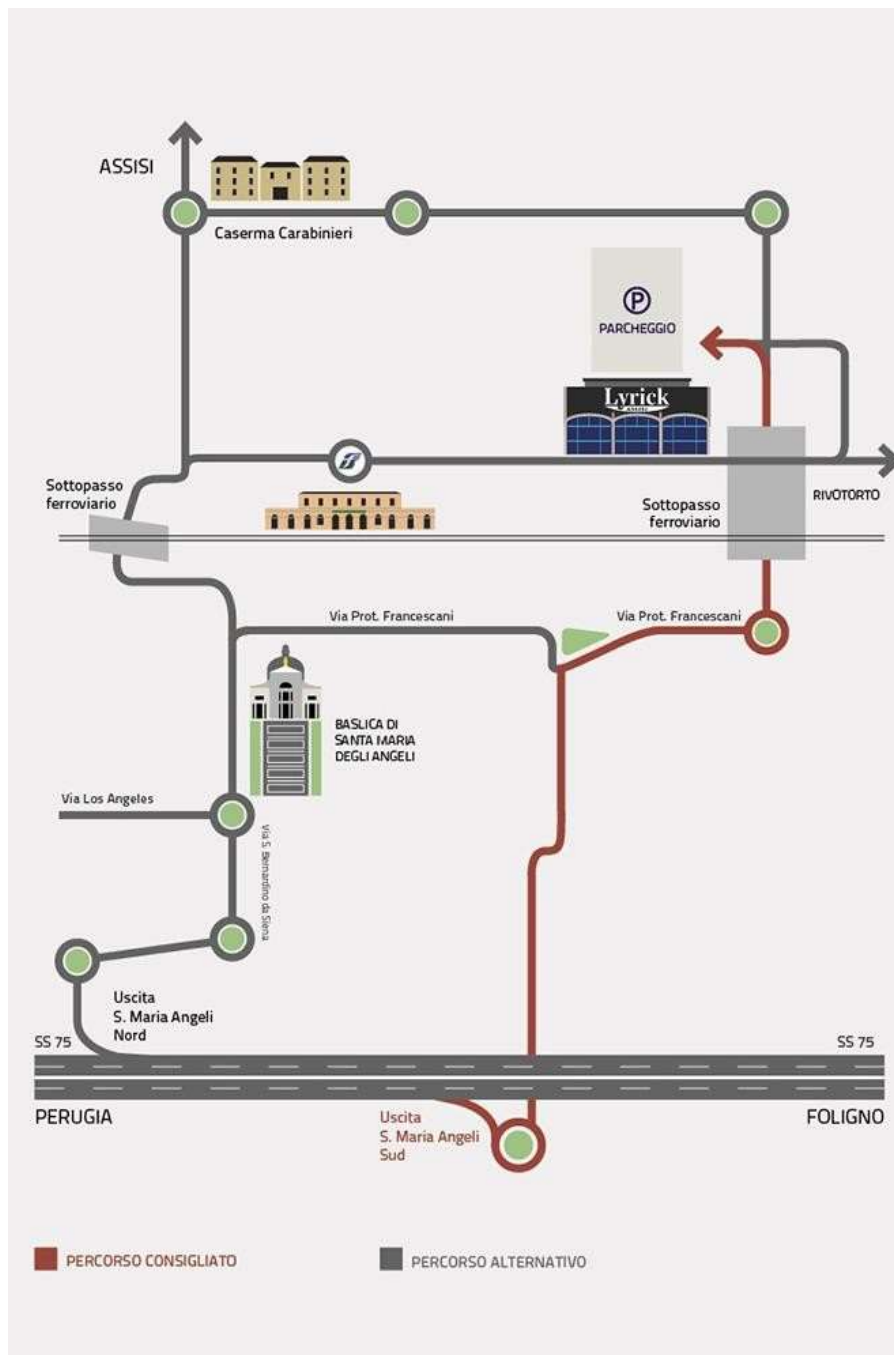 ASSISI
Caserma Carabinieri
P
PARCHEGGIO
Lyrick
Sottopasso
ferroviario
Sottopasso
ferroviario
RIVOTORTO
Via Prot. Francescani
Via Prot. Francescani
BASLICA DI
SANTA MARIA
DEGLI ANGELI
Via Los Angeles
Via S. Bernardino da Siena
Uscita
S. Maria Angeli
Nord
SS 75
SS 75
PERUGIA
FOLIGNO
Uscita
S. Maria Angeli
Sud
PERCORSO CONSIGLIATO
PERCORSO ALTERNATIVO